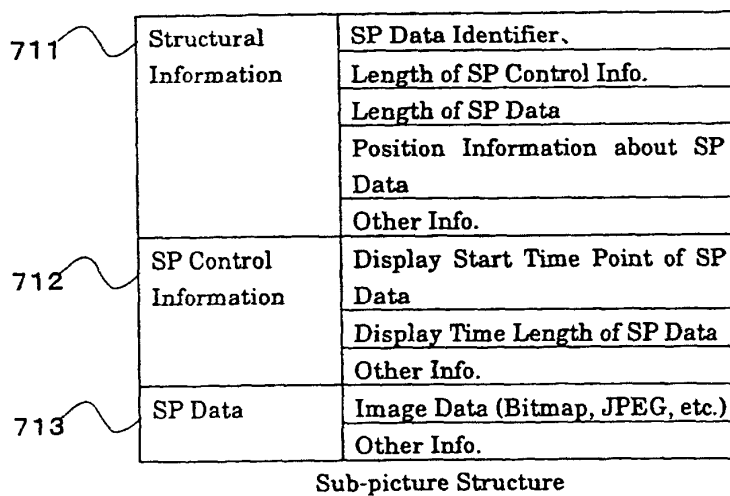 711
Structural
Information
SP Data Identifier、
Length of SP Control Info.
Length of SP Data
Position Information about SP
Data
Other Info.
712
SP Control
Information
Display Start Time Point of SP
Data
Display Time Length of SP Data
Other Info.
713
SP Data
Image Data (Bitmap, JPEG, etc.)
Other Info.
Sub-picture Structure